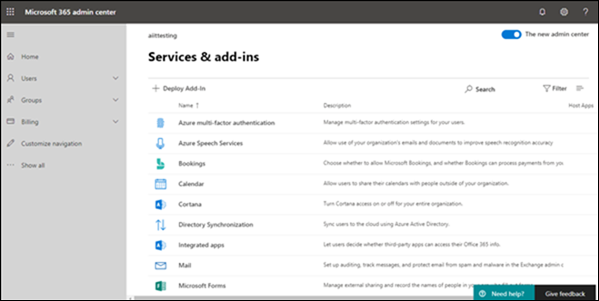 Microsoft 365 admin center
aiittesting
The new admin center
Home
Users
Groups
Billing
Customize navigation
Show all
Services & add-ins
Deploy Add-In
Search
Filter
Name ↑ Description Host Apps
Azure multi-factor authentication Manage multi-factor authentication settings for your users.
Azure Speech Services Allow use of your organization's emails and documents to improve speech recognition accuracy
Bookings Choose whether to allow Microsoft Bookings, and whether Bookings can process payments from you
Calendar Allow users to share their calendars with people outside of your organization.
Cortana Turn Cortana access on or off for your entire organization.
Directory Synchronization Sync users to the cloud using Azure Active Directory.
Integrated apps Let users decide whether third-party apps can access their Office 365 info.
Mail Set up auditing, track messages, and protect email from spam and malware in the Exchange admin c
Microsoft Forms Manage external sharing and record the names of people in
Need help?
Give feedback